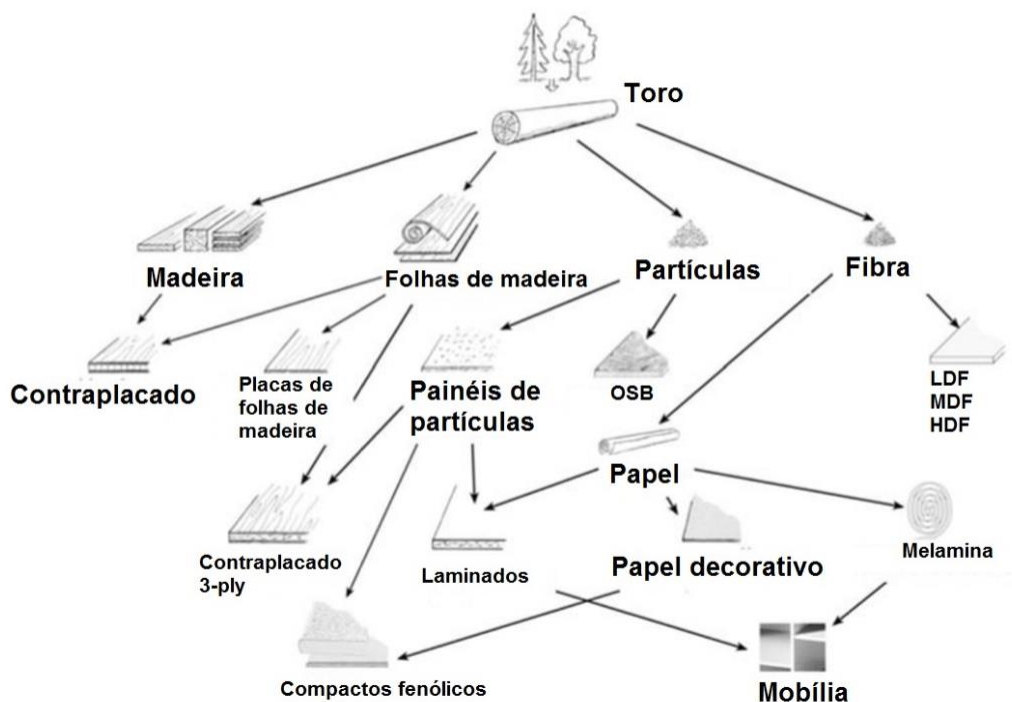 Toro
Madeira
Folhas de madeira
Partículas
Fibra
Contraplacado
Placas de
folhas de
madeira
Painéis de
partículas
OSB
LDF
MDF
HDF
Papel
Contraplacado
3-ply
Laminados
Papel decorativo
Melamina
Compactos fenólicos
Mobília